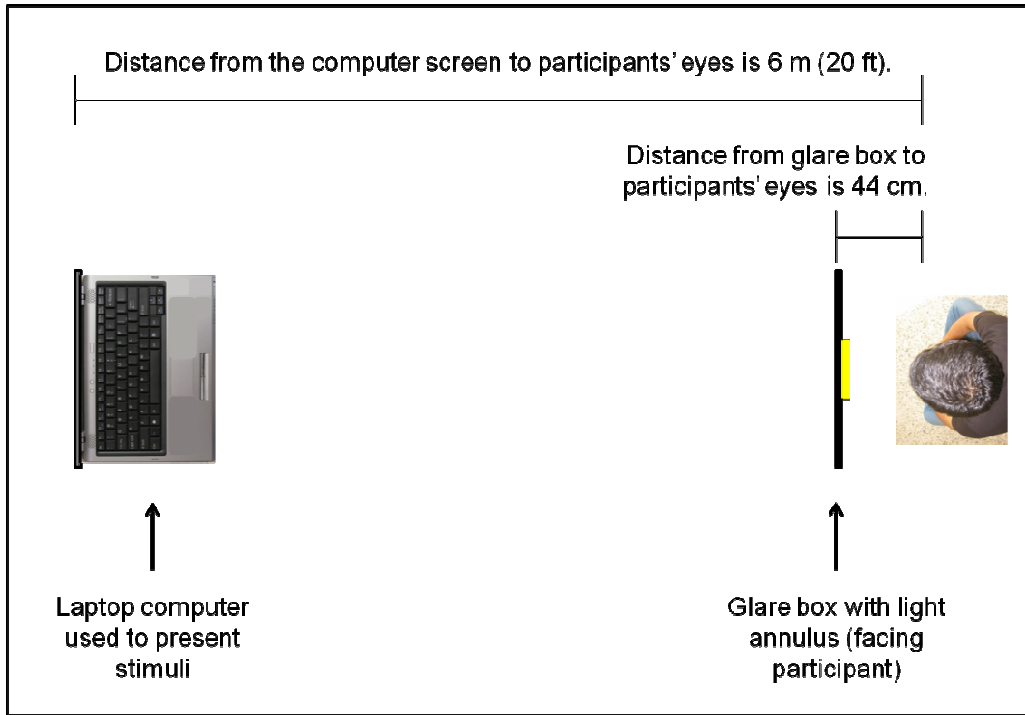 Distance from the computer screen to participants' eyes is 6 m (20 ft).
Distance from glare box to
participants' eyes is 44 cm.
Laptop computer
used to present
stimuli
Glare box with light
annulus (facing
participant)